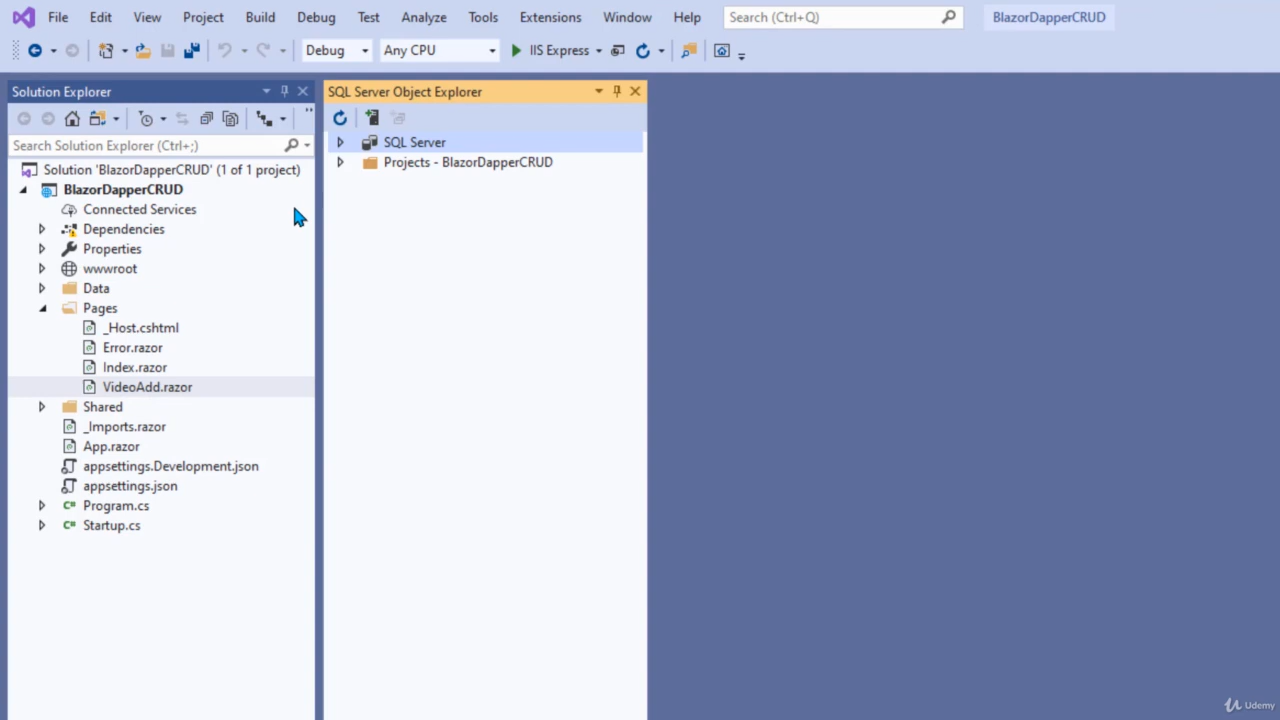 File Edit View Project Build Debug Test Analyze Tools Extensions Window Help Search (Ctrl+Q) BlazorDapperCRUD
Debug Any CPU IIS Express
Solution Explorer
Search Solution Explorer (Ctrl+;)
Solution 'BlazorDapperCRUD' (1 of 1 project)
BlazorDapperCRUD
Connected Services
Dependencies
Properties
wwwroot
Data
Pages
_Host.cshtml
Error.razor
Index.razor
VideoAdd.razor
Shared
_Imports.razor
App.razor
appsettings.Development.json
appsettings.json
C# Program.cs
C# Startup.cs
SQL Server Object Explorer
SQL Server
Projects - BlazorDapperCRUD
Udemy